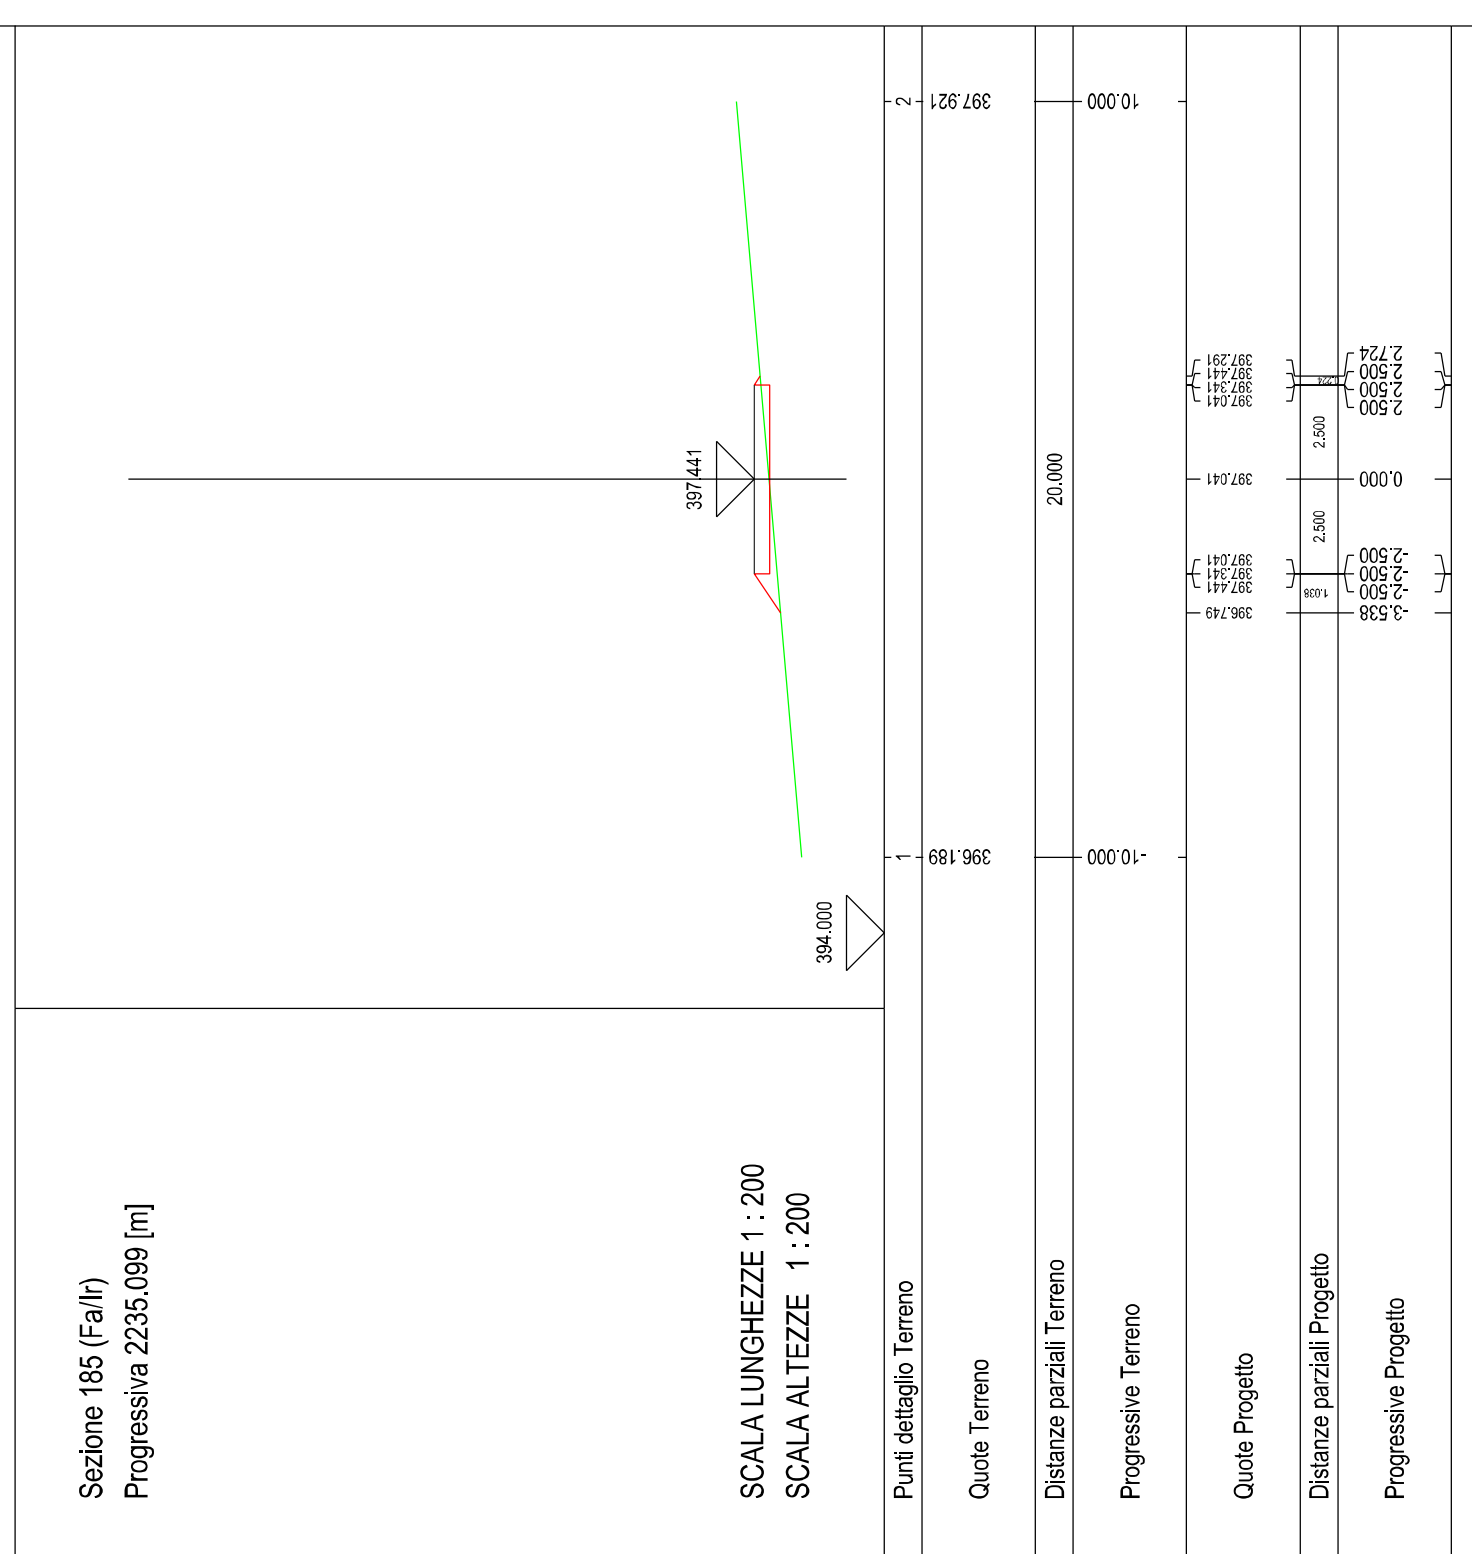 Sezione 185 (Fa/Ir)
Progressiva 2235.099 [m]
397.441
SCALA LUNGHEZZE 1 : 200
SCALA ALTEZZE 1 : 200
394.000
Punti dettaglio Terreno 1 2
Quote Terreno 396.189 397.921
Distanze parziali Terreno 20.000
Progressive Terreno -10.000 10.000
Quote Progetto 396.749 397.441 397.341 397.041 397.041 397.041 397.341 397.441 397.291
Distanze parziali Progetto 1.038 2.500 2.500 0.224
Progressive Progetto -3.538 -2.500 -2.500 -2.500 0.000 2.500 2.500 2.500 2.724